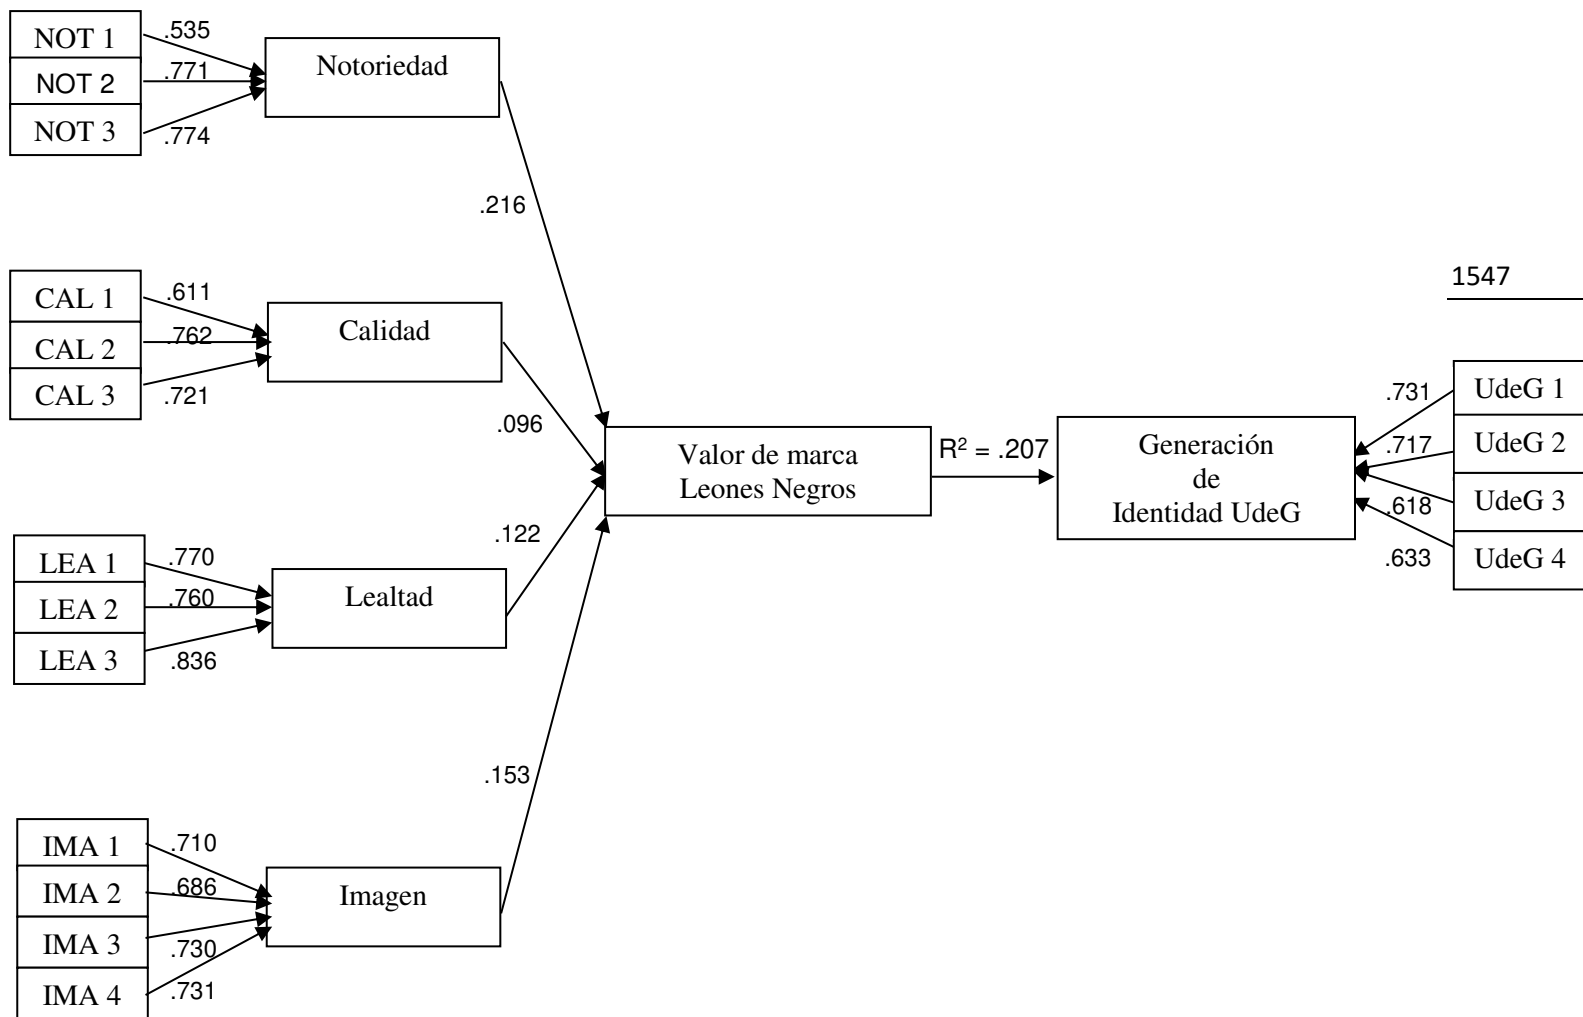 NOT 1
.535
NOT 2
.771
NOT 3
.774
Notoriedad
.216
CAL 1
.611
CAL 2
.762
CAL 3
.721
Calidad
.096
LEA 1
.770
LEA 2
.760
LEA 3
.836
Lealtad
.122
IMA 1
.710
IMA 2
.686
IMA 3
.730
IMA 4
.731
Imagen
.153
Valor de marca
Leones Negros
R² = .207
Generación
de
Identidad UdeG
1547
.731
UdeG 1
.717
UdeG 2
.618
UdeG 3
.633
UdeG 4